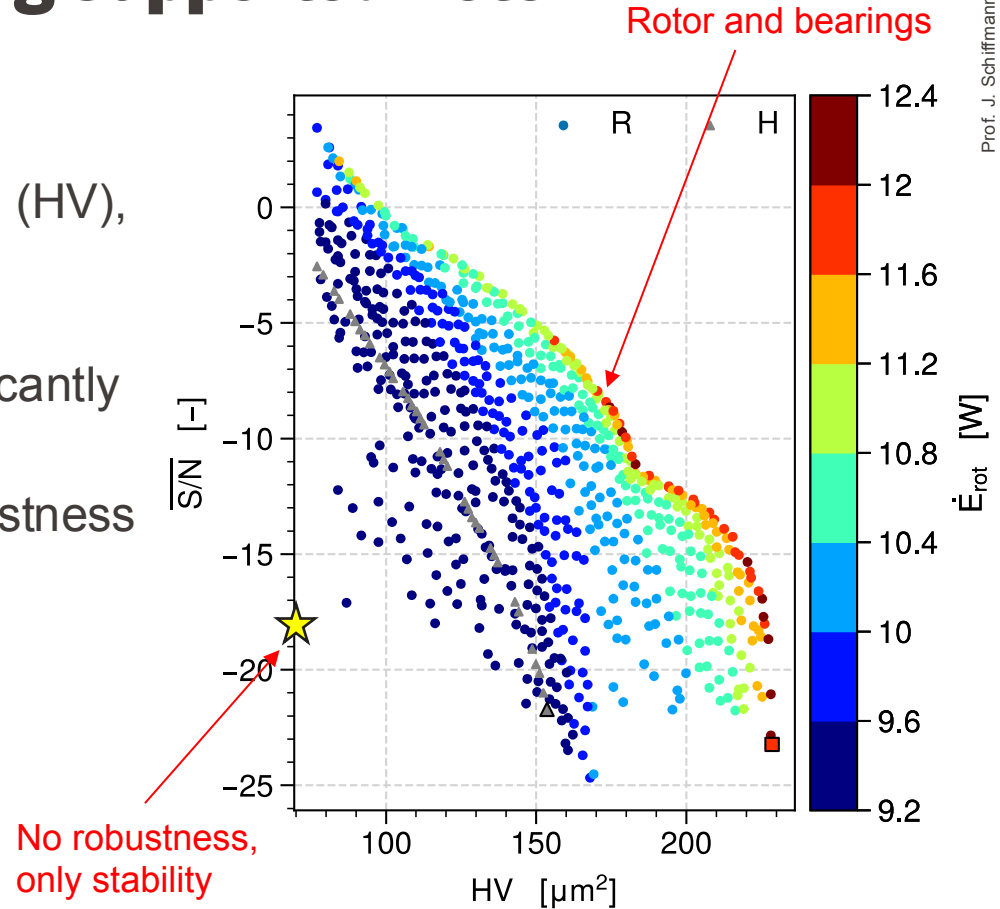 Rotor and bearings
Prof. J. Schiffmann
(HV),
R
H
12.4
12
11.6
11.2
10.8
10.4
10
9.6
9.2
Ė_rot [W]
0
−5
−10
−15
−20
−25
S/N [−]
100
150
200
HV [µm²]
No robustness,
only stability